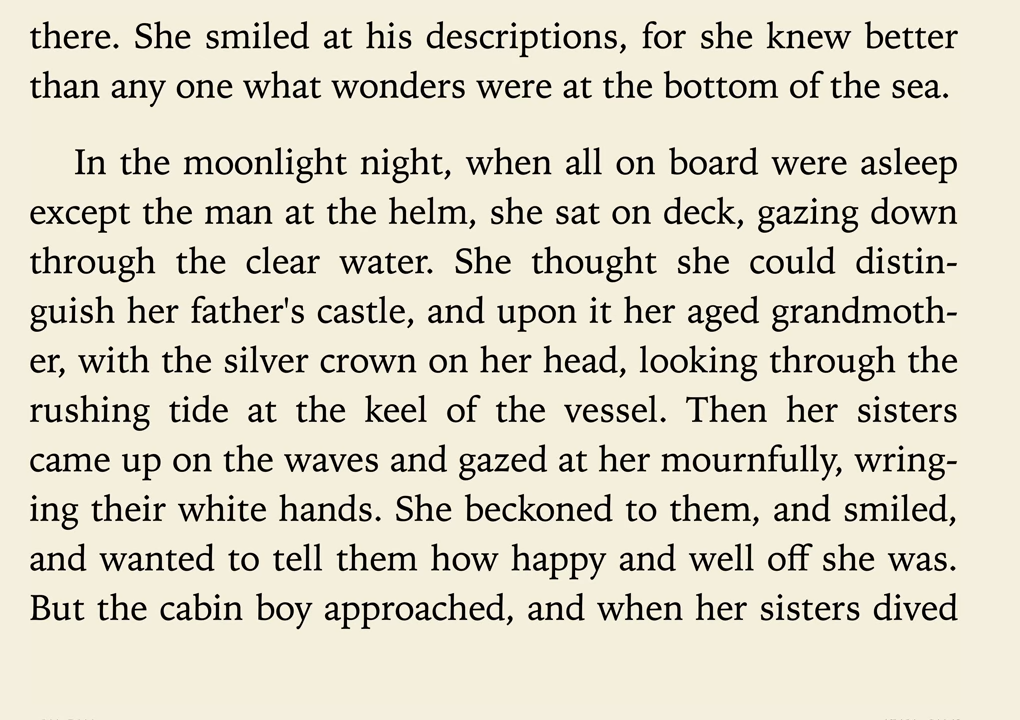 there. She smiled at his descriptions, for she knew better
than any one what wonders were at the bottom of the sea.
In the moonlight night, when all on board were asleep
except the man at the helm, she sat on deck, gazing down
through the clear water. She thought she could distin-
guish her father's castle, and upon it her aged grandmoth-
er, with the silver crown on her head, looking through the
rushing tide at the keel of the vessel. Then her sisters
came up on the waves and gazed at her mournfully, wring-
ing their white hands. She beckoned to them, and smiled,
and wanted to tell them how happy and well off she was.
But the cabin boy approached, and when her sisters dived